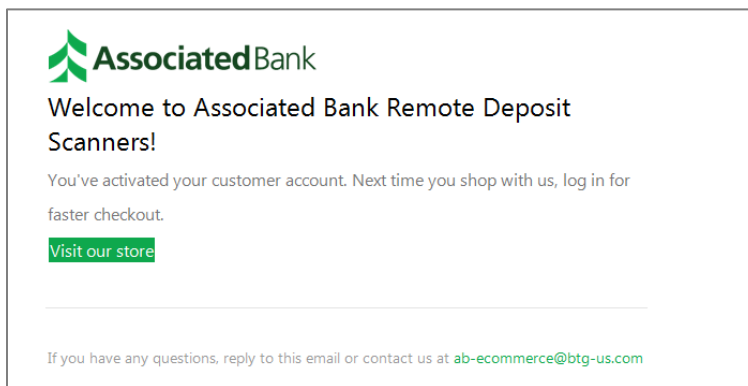 Associated Bank
Welcome to Associated Bank Remote Deposit
Scanners!
You've activated your customer account. Next time you shop with us, log in for
faster checkout.
Visit our store
If you have any questions, reply to this email or contact us at ab-ecommerce@btg-us.com